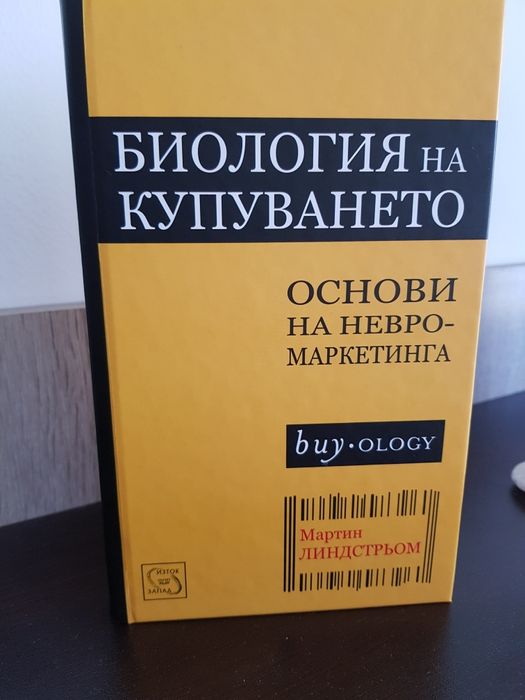 БИОЛОГИЯ НА
КУПУВАНЕТО
ОСНОВИ
НА НЕВРО-
МАРКЕТИНГА
buy·OLOGY
Мартин
ЛИНДСТРЬОМ
ИЗТОК
ЗАПАД